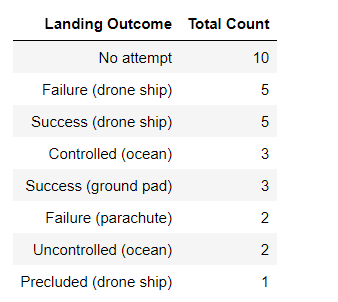 Landing Outcome Total Count
No attempt 10
Failure (drone ship) 5
Success (drone ship) 5
Controlled (ocean) 3
Success (ground pad) 3
Failure (parachute) 2
Uncontrolled (ocean) 2
Precluded (drone ship) 1